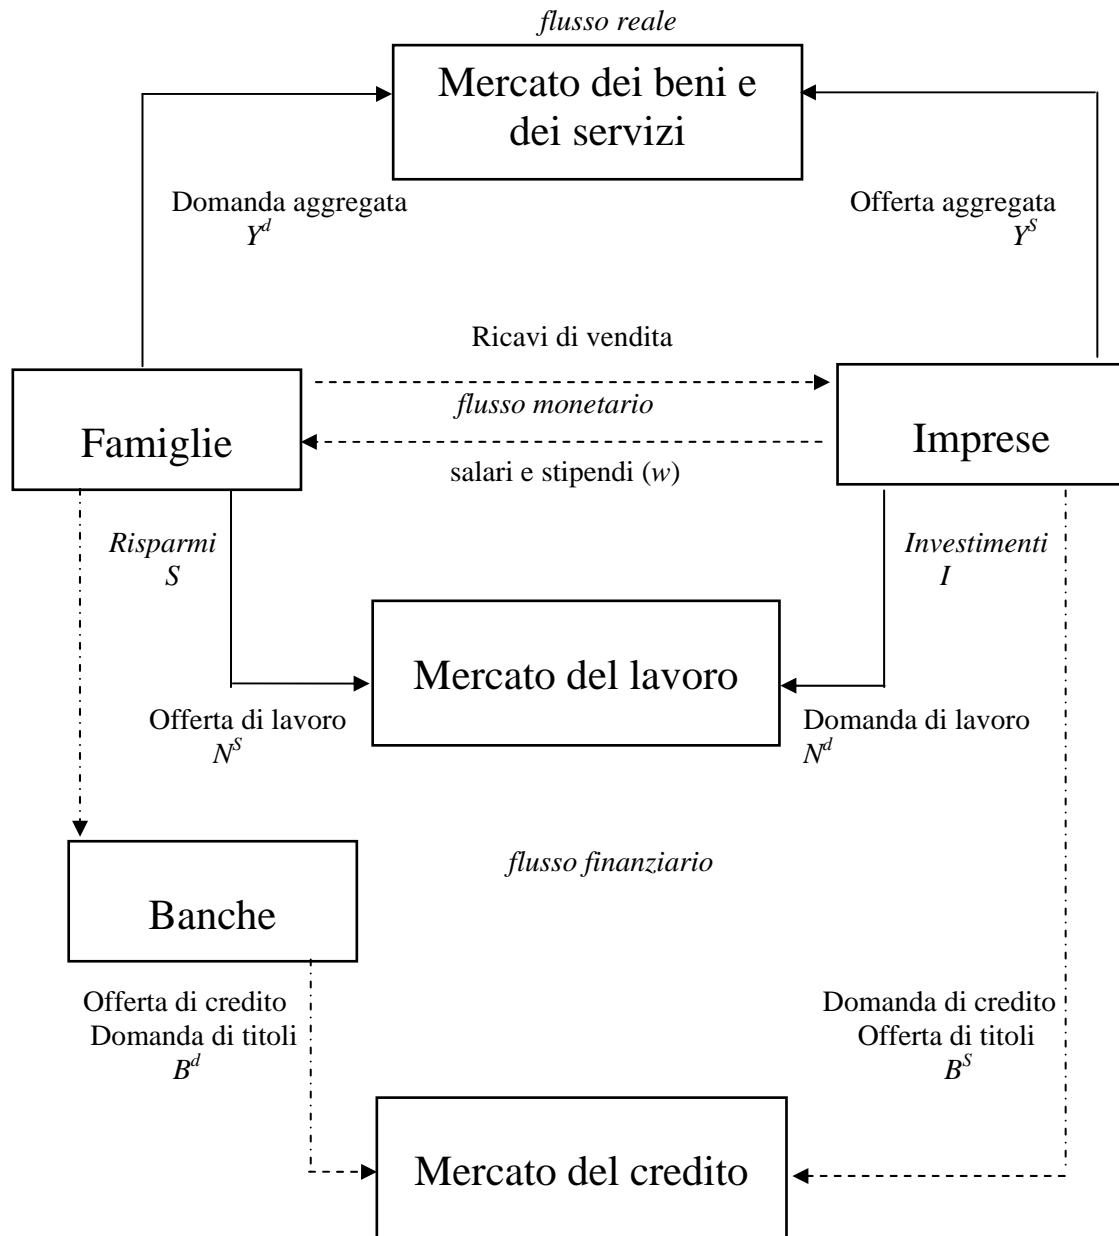 flusso reale
Mercato dei beni e
dei servizi
Domanda aggregata
Y^d
Offerta aggregata
Y^S
Ricavi di vendita
flusso monetario
Famiglie
Imprese
salari e stipendi (w)
Risparmi
S
Investimenti
I
Mercato del lavoro
Offerta di lavoro
N^S
Domanda di lavoro
N^d
flusso finanziario
Banche
Offerta di credito
Domanda di titoli
B^d
Domanda di credito
Offerta di titoli
B^S
Mercato del credito